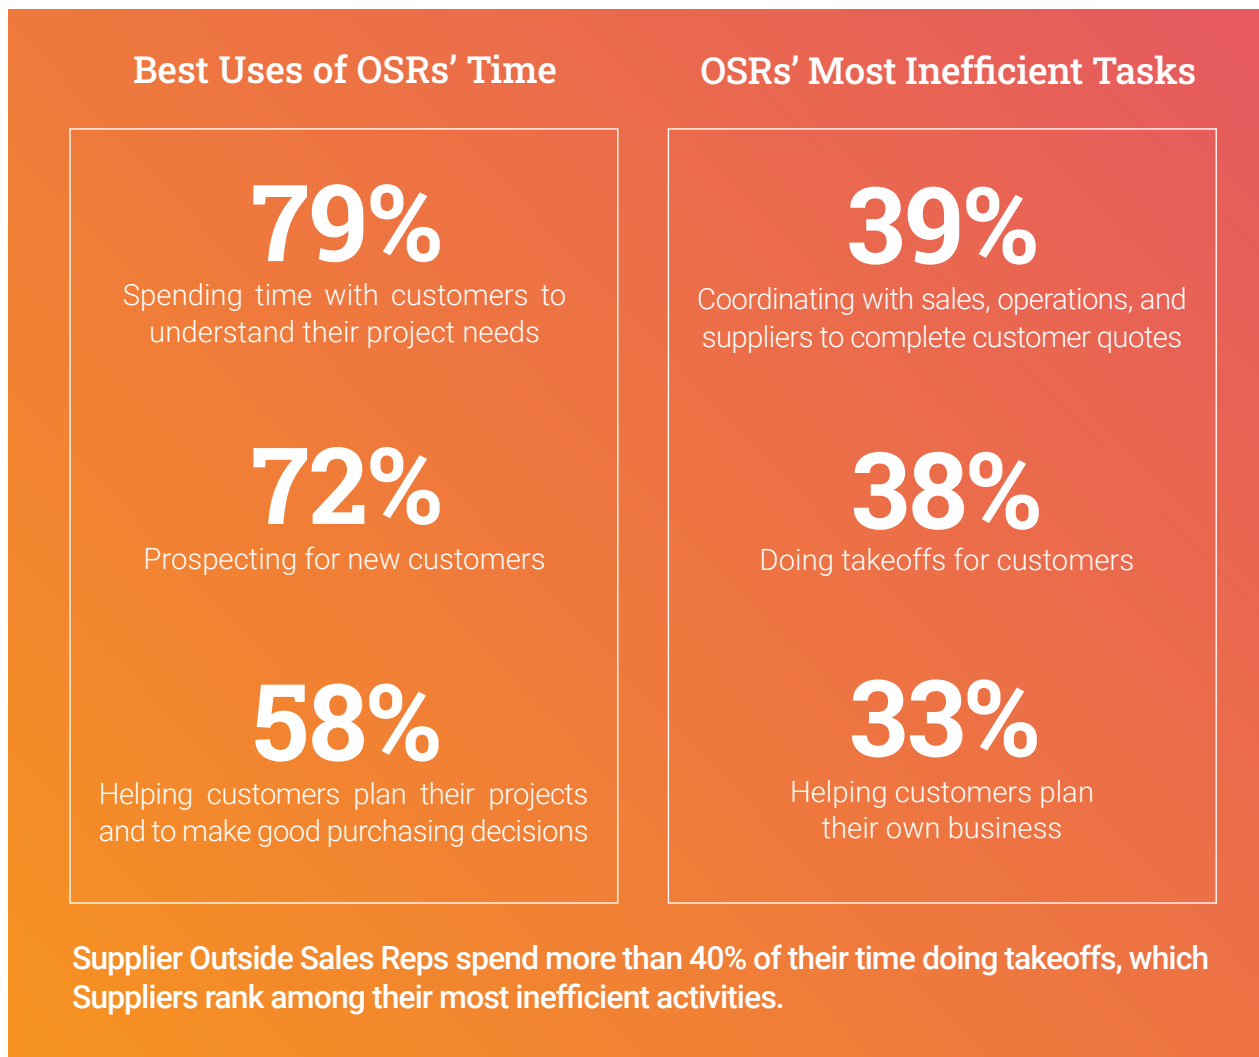 Best Uses of OSRs’ Time
79%
Spending time with customers to
understand their project needs
72%
Prospecting for new customers
58%
Helping customers plan their projects
and to make good purchasing decisions
OSRs’ Most Inefficient Tasks
39%
Coordinating with sales, operations, and
suppliers to complete customer quotes
38%
Doing takeoffs for customers
33%
Helping customers plan
their own business
Supplier Outside Sales Reps spend more than 40% of their time doing takeoffs, which
Suppliers rank among their most inefficient activities.